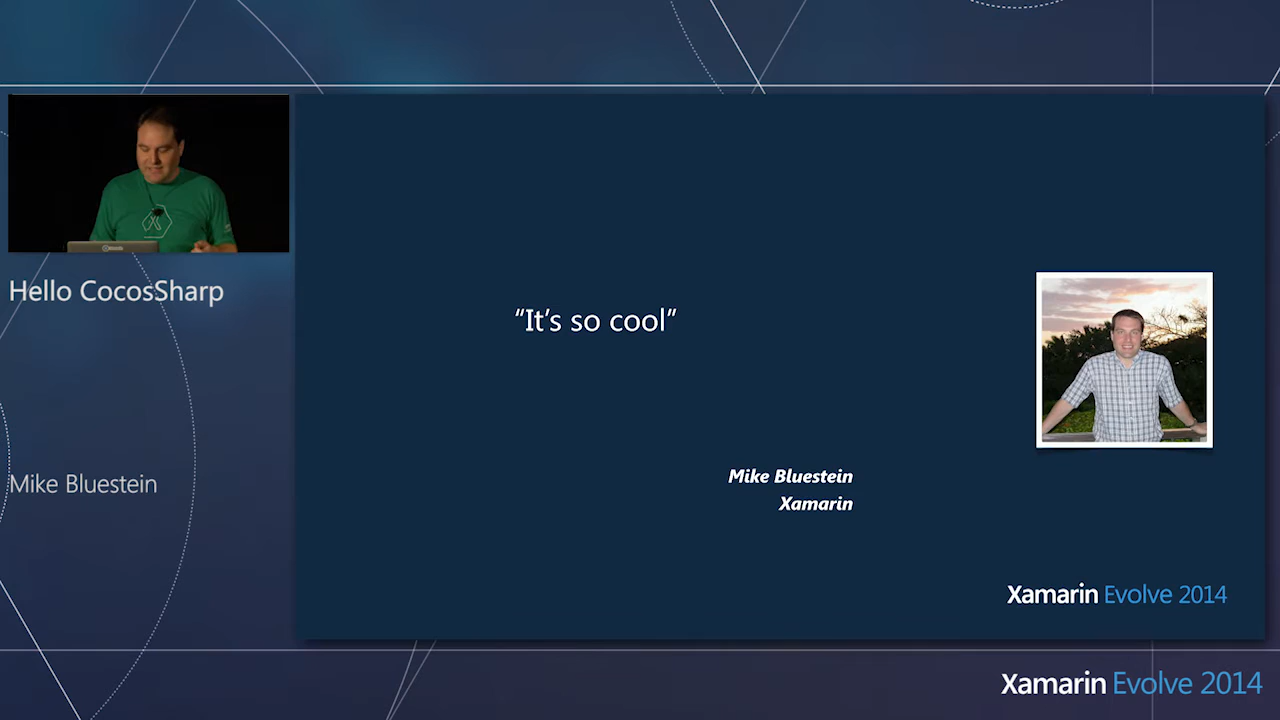 Hello CocosSharp
Mike Bluestein
“It’s so cool”
Mike Bluestein
Xamarin
Xamarin Evolve 2014
Xamarin Evolve 2014